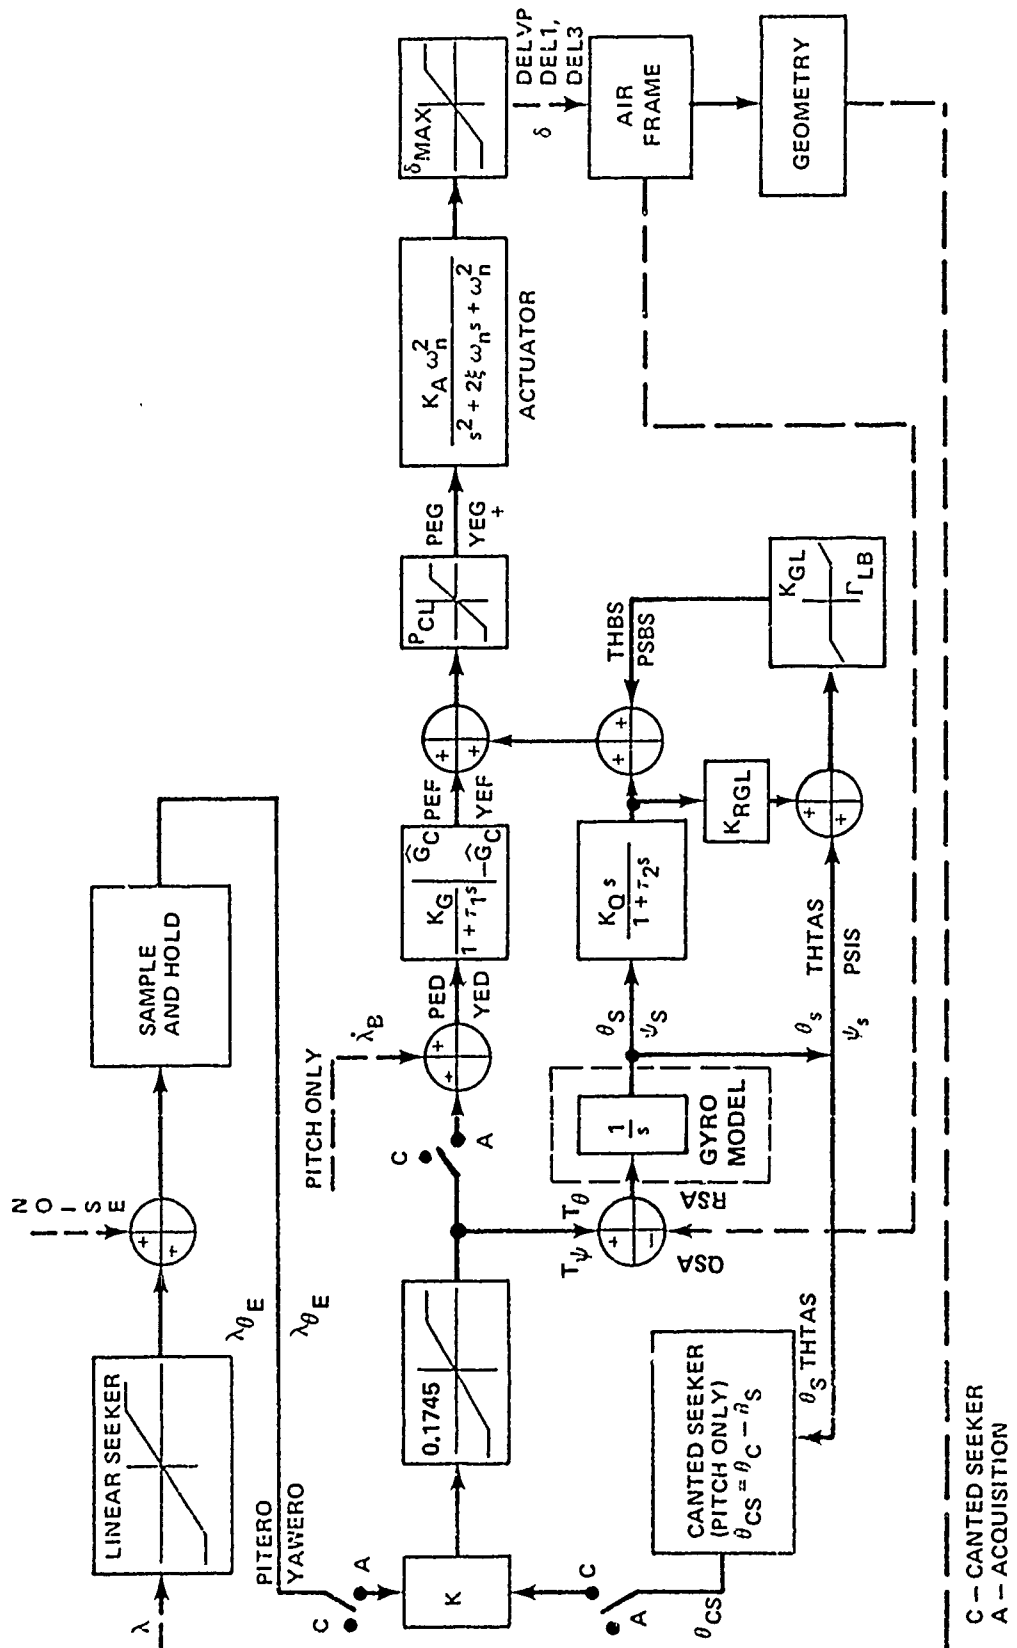 λ
LINEAR SEEKER
λθE
NOISE
+
+
SAMPLE
AND HOLD
PITERO
YAWERO
λθE
C
A
K
C
A
θCS
0.1745
C
A
PITCH ONLY
λ̇B
+
+
PED
YED
KG
1 + τ1s
ĜC
–ĜC
PEF
YEF
+
+
PCL
PEG
YEG
+
KA ωn²
s² + 2ξ ωn s + ωn²
ACTUATOR
δMAX
δ
DELVP
DEL1,
DEL3
AIR
FRAME
GEOMETRY
Tψ
Tθ
+
–
QSA
RSA
1
s
GYRO
MODEL
θS
ψS
KQ s
1 + τ2s
+
+
THBS
PSBS
KRGL
+
+
KGL
ΓLB
CANTED SEEKER
(PITCH ONLY)
θCS = θC – θS
θS THTAS
θs THTAS
ψs PSIS
C – CANTED SEEKER
A – ACQUISITION